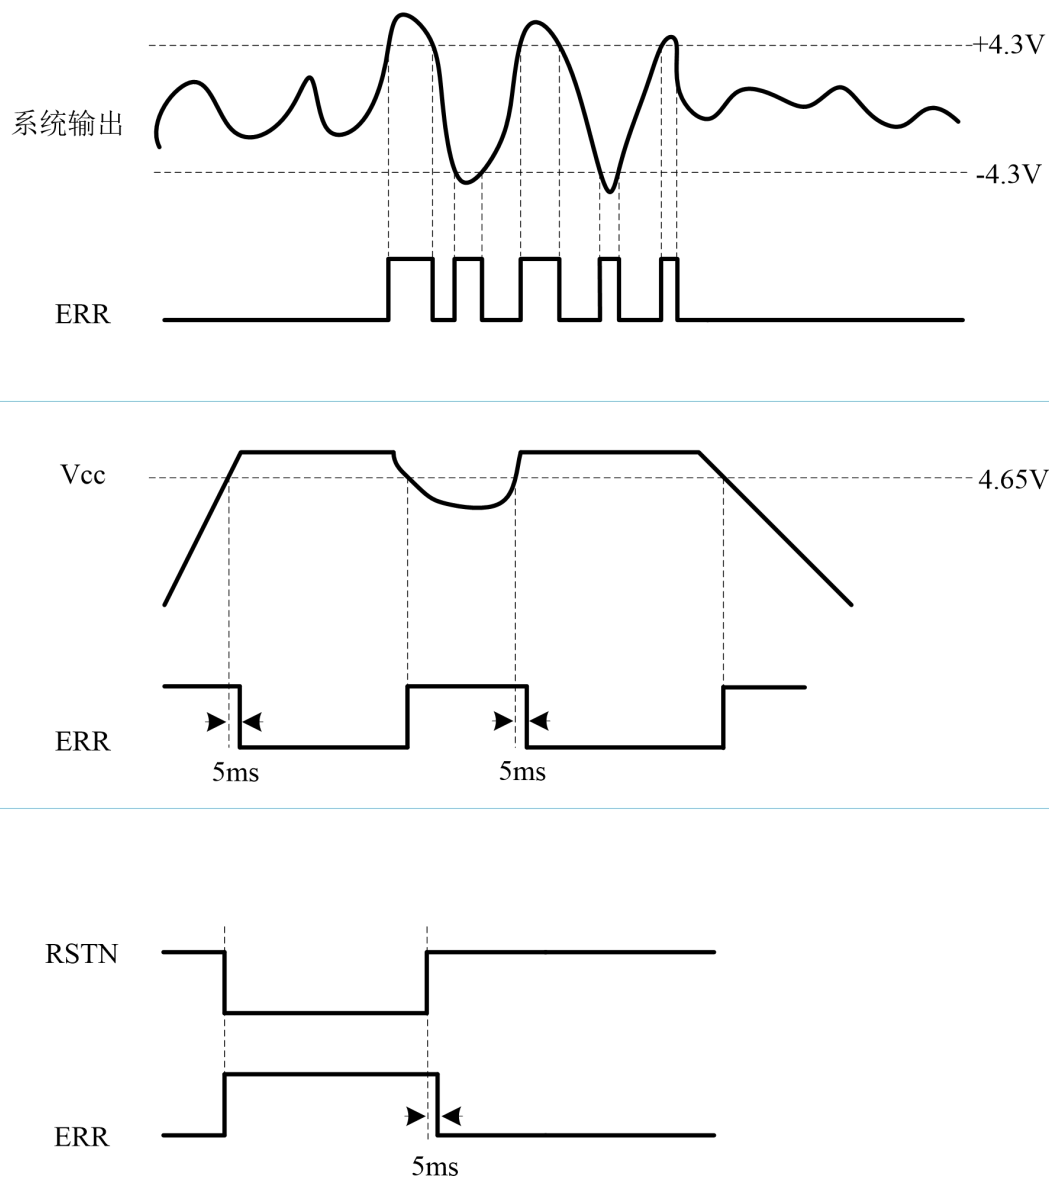 +4.3V
系统输出
-4.3V
ERR
Vcc
4.65V
ERR
5ms 5ms
RSTN
ERR
5ms